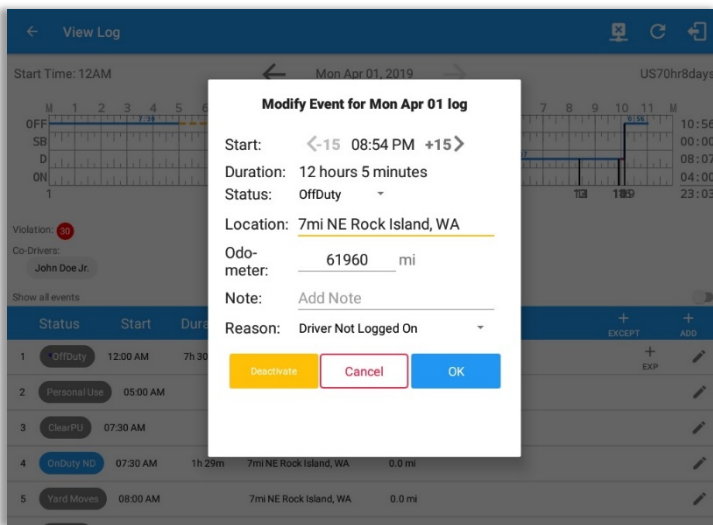 View Log
Start Time: 12AM
Mon Apr 01, 2019
US70hr8days
M 1 2 3 4 5 6
7 8 9 10 11 M
OFF
SB
D
ON
7:30
0:56
10:56
00:00
08:07
04:00
23:03
1
Modify Event for Mon Apr 01 log
Start: -15 08:54 PM +15
Duration: 12 hours 5 minutes
Status: OffDuty
Location: 7mi NE Rock Island, WA
Odo-
meter: 61960 mi
Note: Add Note
Reason: Driver Not Logged On
Deactivate Cancel OK
Violation: 30
Co-Drivers:
John Doe Jr.
Show all events
Status Start Dura + EXCEPT + ADD
1 *OffDuty 12:00 AM 7h 30 + EXP
2 Personal Use 05:00 AM
3 ClearPU 07:30 AM
4 OnDuty ND 07:30 AM 1h 29m 7mi NE Rock Island, WA 0.0 mi
5 Yard Moves 08:00 AM 7mi NE Rock Island, WA 0.0 mi